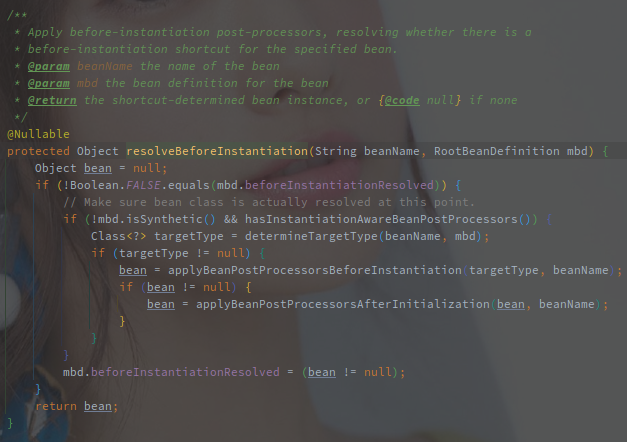 /**
 * Apply before-instantiation post-processors, resolving whether there is a
 * before-instantiation shortcut for the specified bean.
 * @param beanName the name of the bean
 * @param mbd the bean definition for the bean
 * @return the shortcut-determined bean instance, or {@code null} if none
 */
@Nullable
protected Object resolveBeforeInstantiation(String beanName, RootBeanDefinition mbd) {
    Object bean = null;
    if (!Boolean.FALSE.equals(mbd.beforeInstantiationResolved)) {
        // Make sure bean class is actually resolved at this point.
        if (!mbd.isSynthetic() && hasInstantiationAwareBeanPostProcessors()) {
            Class<?> targetType = determineTargetType(beanName, mbd);
            if (targetType != null) {
                bean = applyBeanPostProcessorsBeforeInstantiation(targetType, beanName);
                if (bean != null) {
                    bean = applyBeanPostProcessorsAfterInitialization(bean, beanName);
                }
            }
        }
        mbd.beforeInstantiationResolved = (bean != null);
    }
    return bean;
}